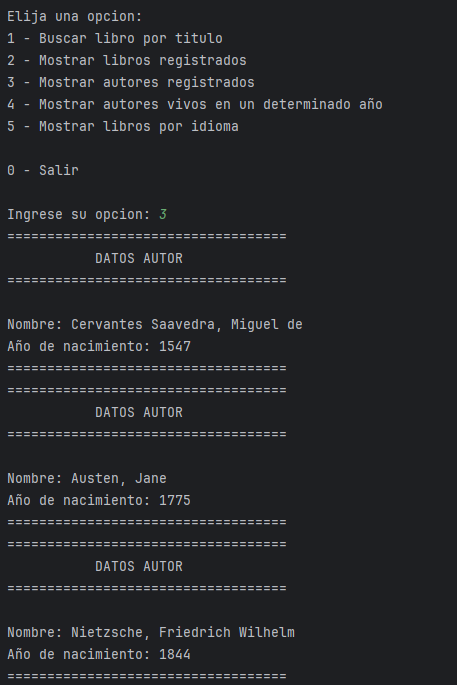 Elija una opcion:
1 - Buscar libro por titulo
2 - Mostrar libros registrados
3 - Mostrar autores registrados
4 - Mostrar autores vivos en un determinado año
5 - Mostrar libros por idioma
0 - Salir
Ingrese su opcion: 3
===================================
DATOS AUTOR
===================================
Nombre: Cervantes Saavedra, Miguel de
Año de nacimiento: 1547
===================================
===================================
DATOS AUTOR
===================================
Nombre: Austen, Jane
Año de nacimiento: 1775
===================================
===================================
DATOS AUTOR
===================================
Nombre: Nietzsche, Friedrich Wilhelm
Año de nacimiento: 1844
===================================